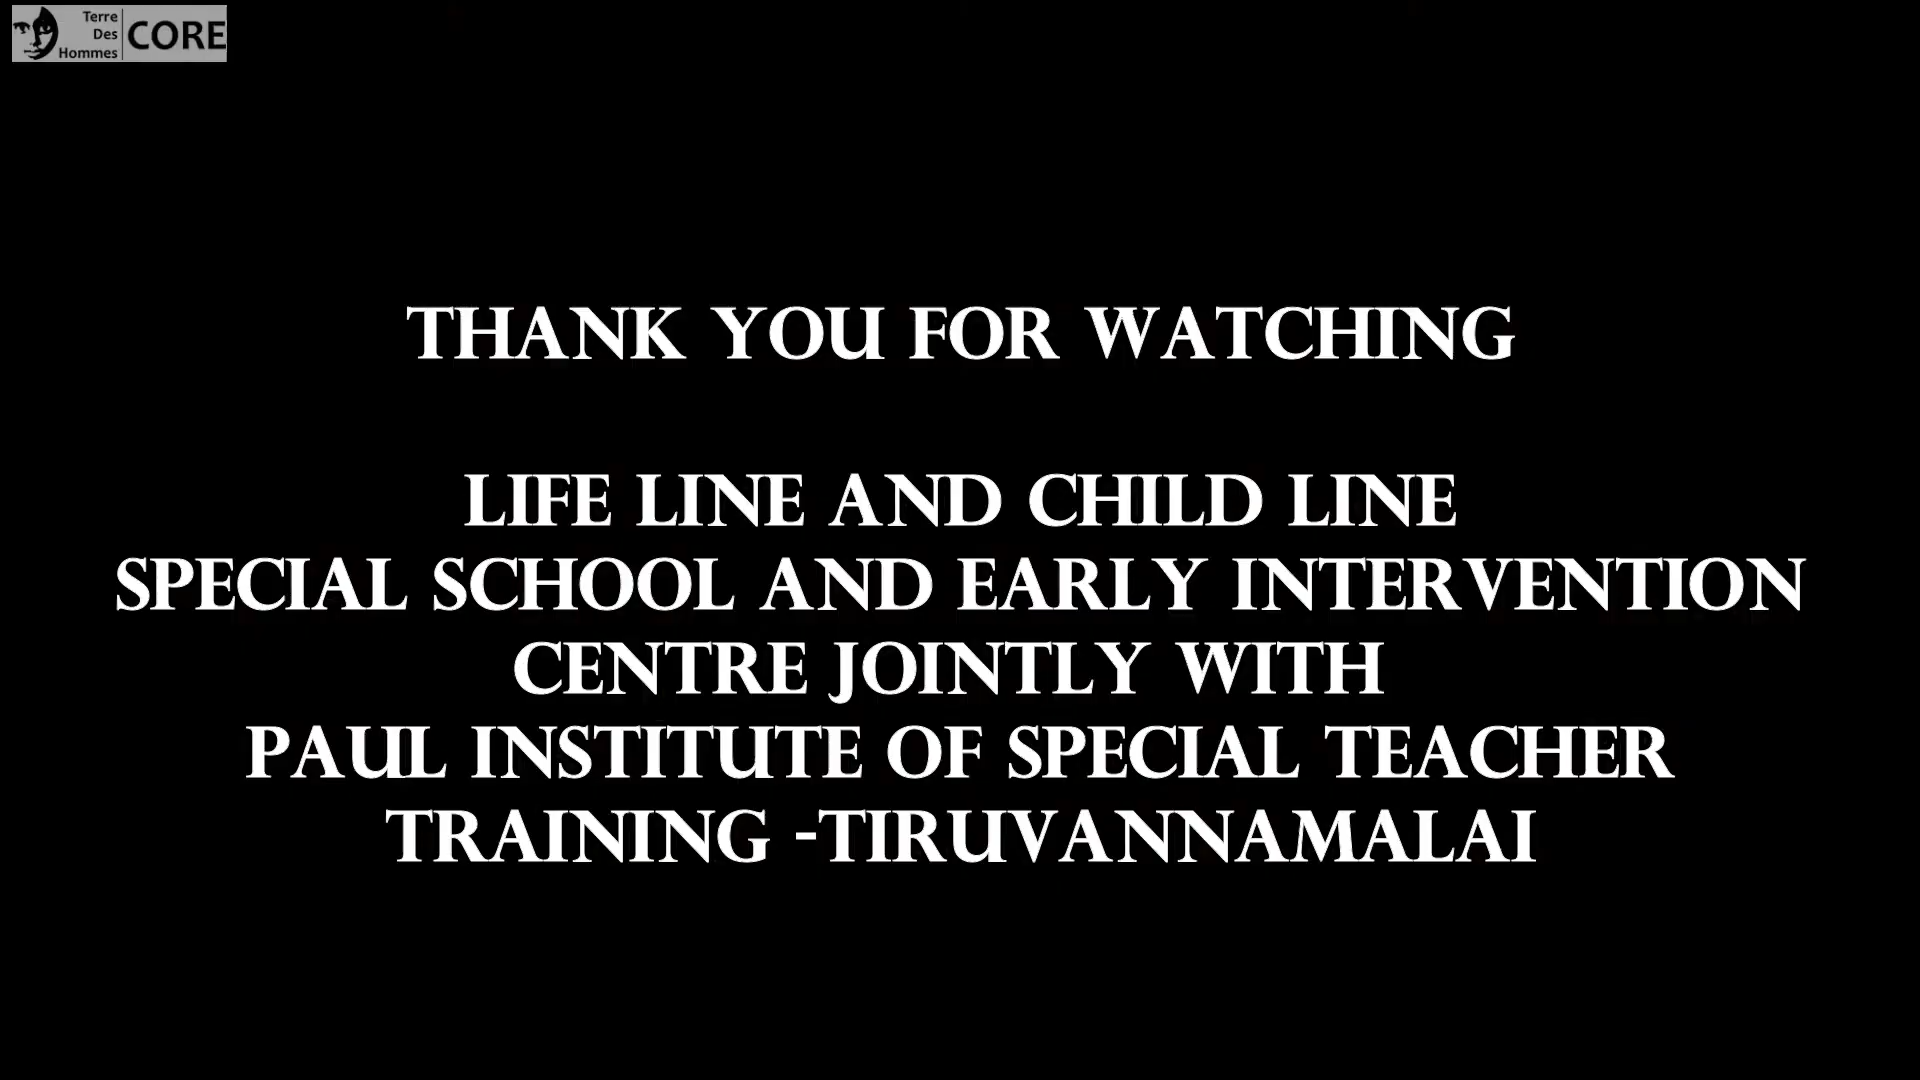 Terre
Des
Hommes
CORE
THANK YOU FOR WATCHING
LIFE LINE AND CHILD LINE
SPECIAL SCHOOL AND EARLY INTERVENTION
CENTRE JOINTLY WITH
PAUL INSTITUTE OF SPECIAL TEACHER
TRAINING -TIRUVANNAMALAI